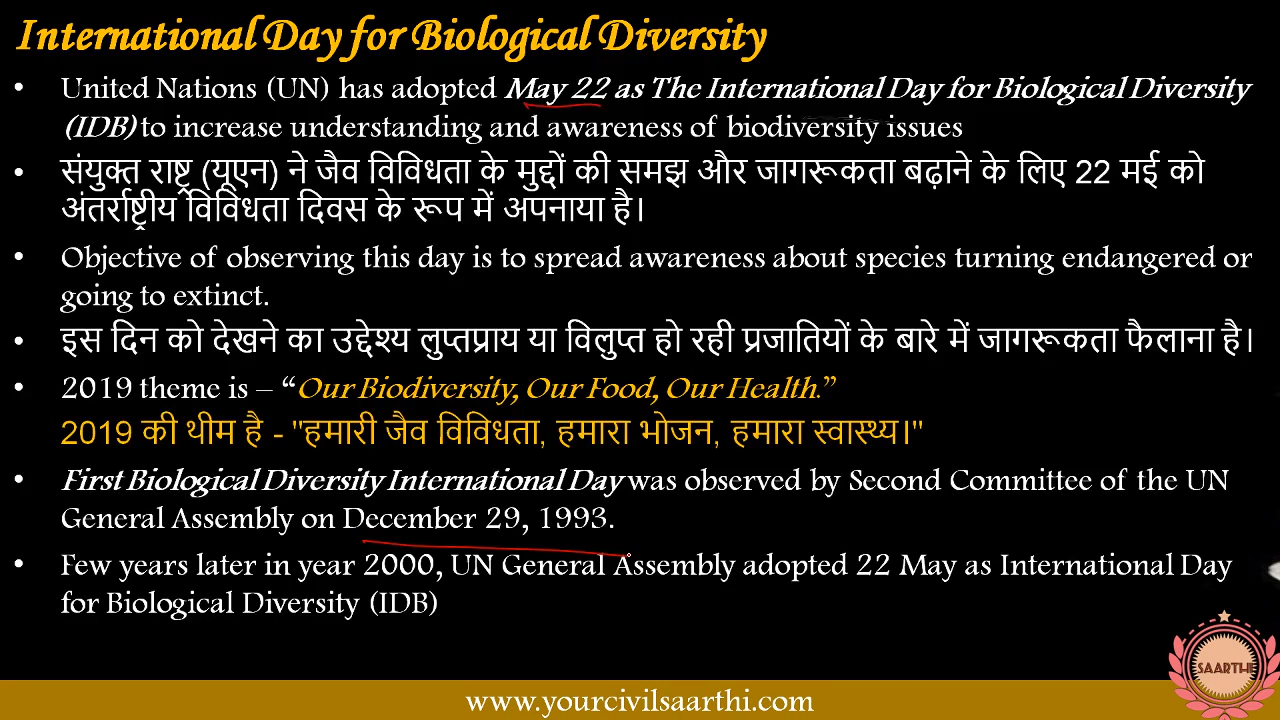 International Day for Biological Diversity
• United Nations (UN) has adopted May 22 as The International Day for Biological Diversity
(IDB) to increase understanding and awareness of biodiversity issues
• संयुक्त राष्ट्र (यूएन) ने जैव विविधता के मुद्दों की समझ और जागरूकता बढ़ाने के लिए 22 मई को
अंतर्राष्ट्रीय विविधता दिवस के रूप में अपनाया है।
• Objective of observing this day is to spread awareness about species turning endangered or
going to extinct.
• इस दिन को देखने का उद्देश्य लुप्तप्राय या विलुप्त हो रही प्रजातियों के बारे में जागरूकता फैलाना है।
• 2019 theme is – “Our Biodiversity, Our Food, Our Health.”
2019 की थीम है - "हमारी जैव विविधता, हमारा भोजन, हमारा स्वास्थ्य।"
• First Biological Diversity International Day was observed by Second Committee of the UN
General Assembly on December 29, 1993.
• Few years later in year 2000, UN General Assembly adopted 22 May as International Day
for Biological Diversity (IDB)
SAARTHI
www.yourcivilsaarthi.com